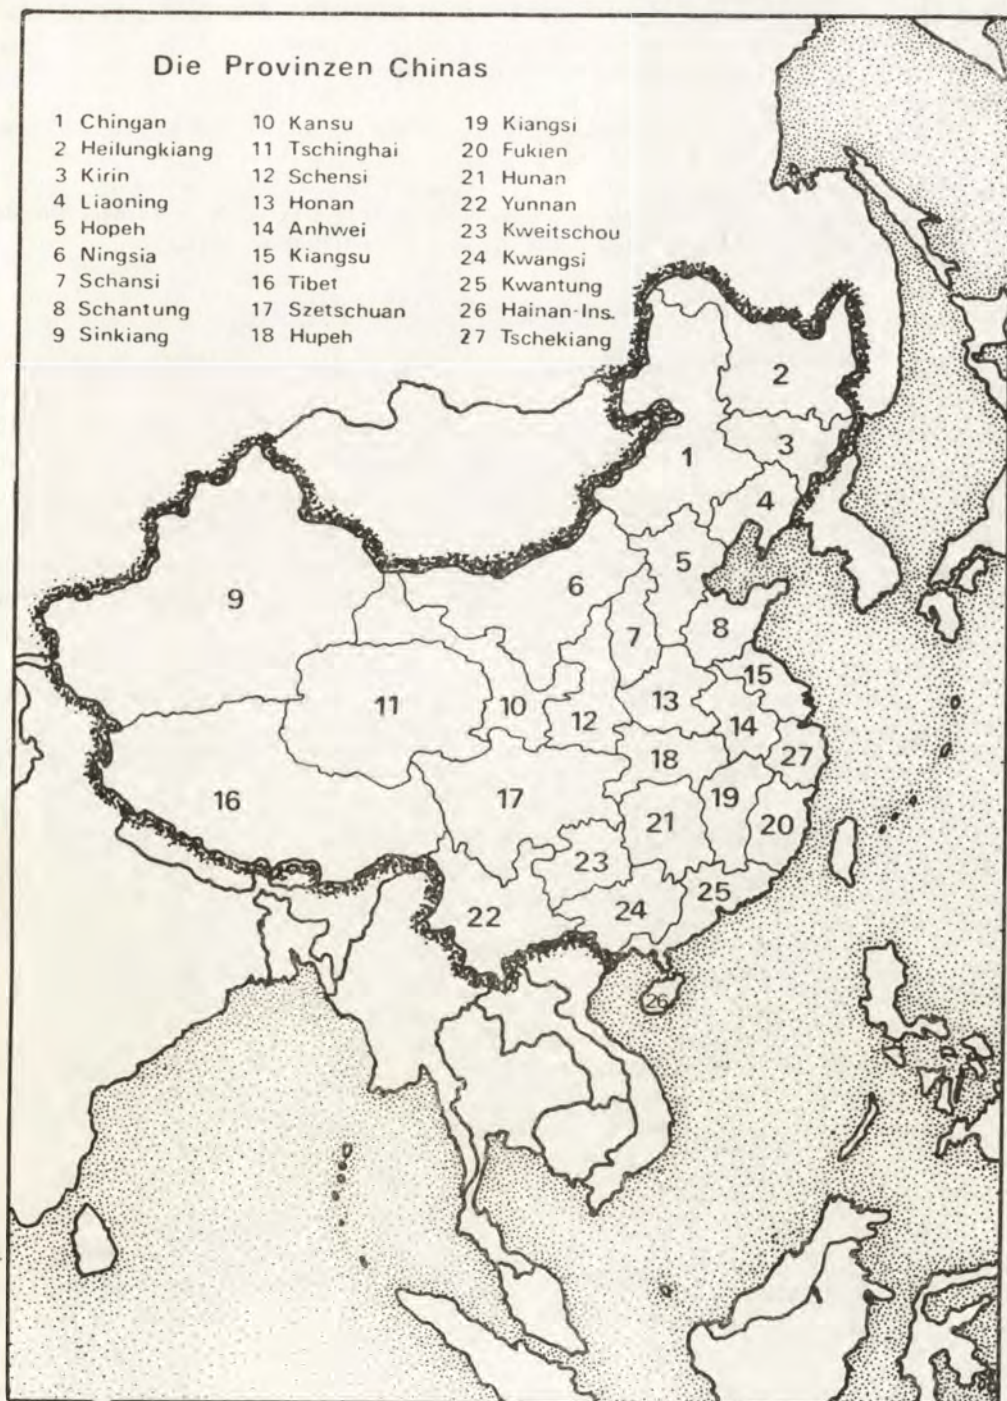 Die Provinzen Chinas
1 Chingan
2 Heilungkiang
3 Kirin
4 Liaoning
5 Hopeh
6 Ningsia
7 Schansi
8 Schantung
9 Sinkiang
10 Kansu
11 Tschinghai
12 Schensi
13 Honan
14 Anhwei
15 Kiangsu
16 Tibet
17 Szetschuan
18 Hupeh
19 Kiangsi
20 Fukien
21 Hunan
22 Yunnan
23 Kweitschou
24 Kwangsi
25 Kwantung
26 Hainan-Ins.
27 Tschekiang
2
3
1
4
5
6
9
8
7
15
11
10
13
12
14
27
18
16
17
19
21
20
23
25
22
24
26